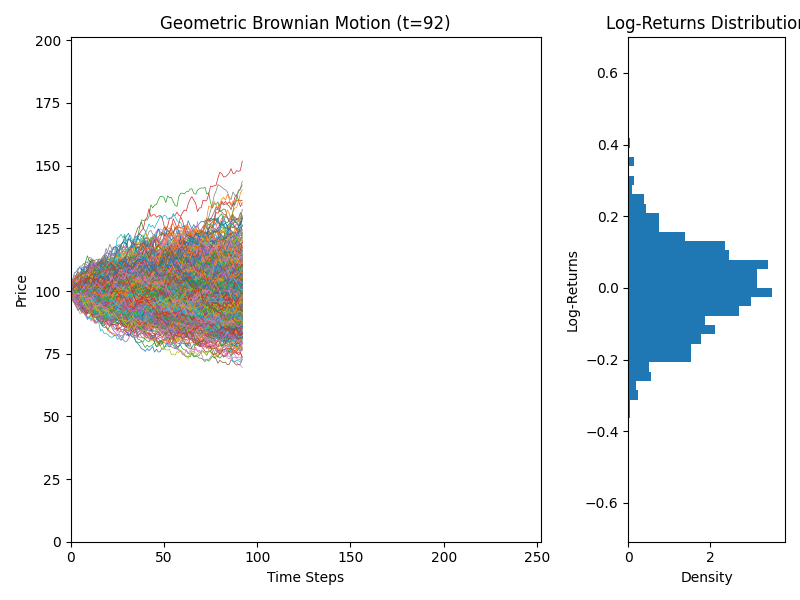 Geometric Brownian Motion (t=92)
Log-Returns Distribution
200
175
150
125
100
75
50
25
0
Price
0 50 100 150 200 250
Time Steps
0.6
0.4
0.2
0.0
−0.2
−0.4
−0.6
Log-Returns
0 2
Density